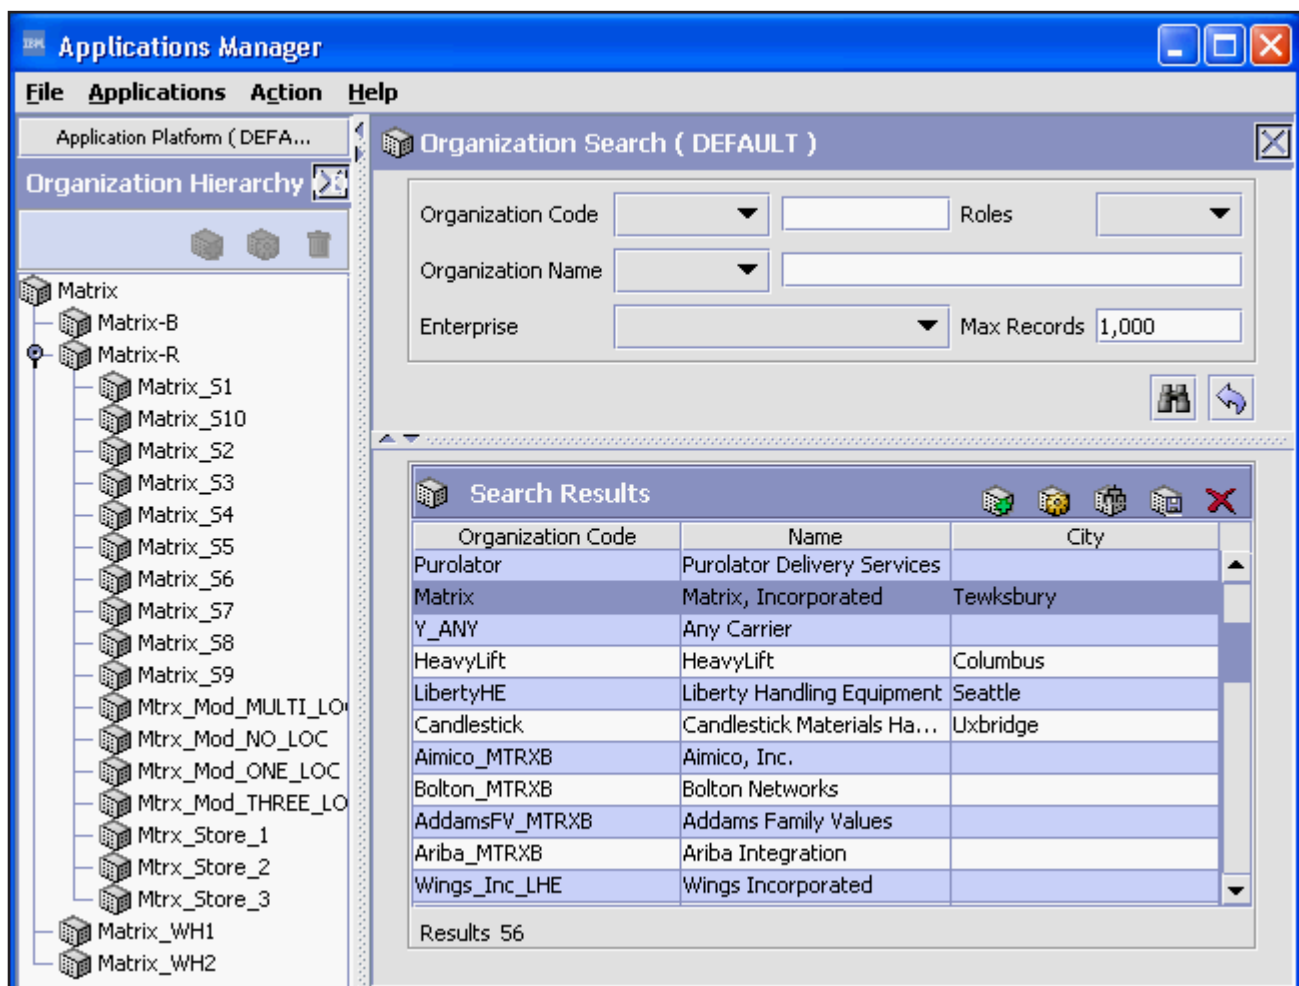 IBM Applications Manager
File Applications Action Help
Application Platform ( DEFA...
Organization Hierarchy
Matrix
Matrix-B
Matrix-R
Matrix_S1
Matrix_S10
Matrix_S2
Matrix_S3
Matrix_S4
Matrix_S5
Matrix_S6
Matrix_S7
Matrix_S8
Matrix_S9
Mtrx_Mod_MULTI_LO
Mtrx_Mod_NO_LOC
Mtrx_Mod_ONE_LOC
Mtrx_Mod_THREE_LO
Mtrx_Store_1
Mtrx_Store_2
Mtrx_Store_3
Matrix_WH1
Matrix_WH2
Organization Search ( DEFAULT )
Organization Code Roles
Organization Name
Enterprise Max Records 1,000
Search Results
Organization Code Name City
Purolator Purolator Delivery Services
Matrix Matrix, Incorporated Tewksbury
Y_ANY Any Carrier
HeavyLift HeavyLift Columbus
LibertyHE Liberty Handling Equipment Seattle
Candlestick Candlestick Materials Ha... Uxbridge
Aimico_MTRXB Aimico, Inc.
Bolton_MTRXB Bolton Networks
AddamsFV_MTRXB Addams Family Values
Ariba_MTRXB Ariba Integration
Wings_Inc_LHE Wings Incorporated
Results 56